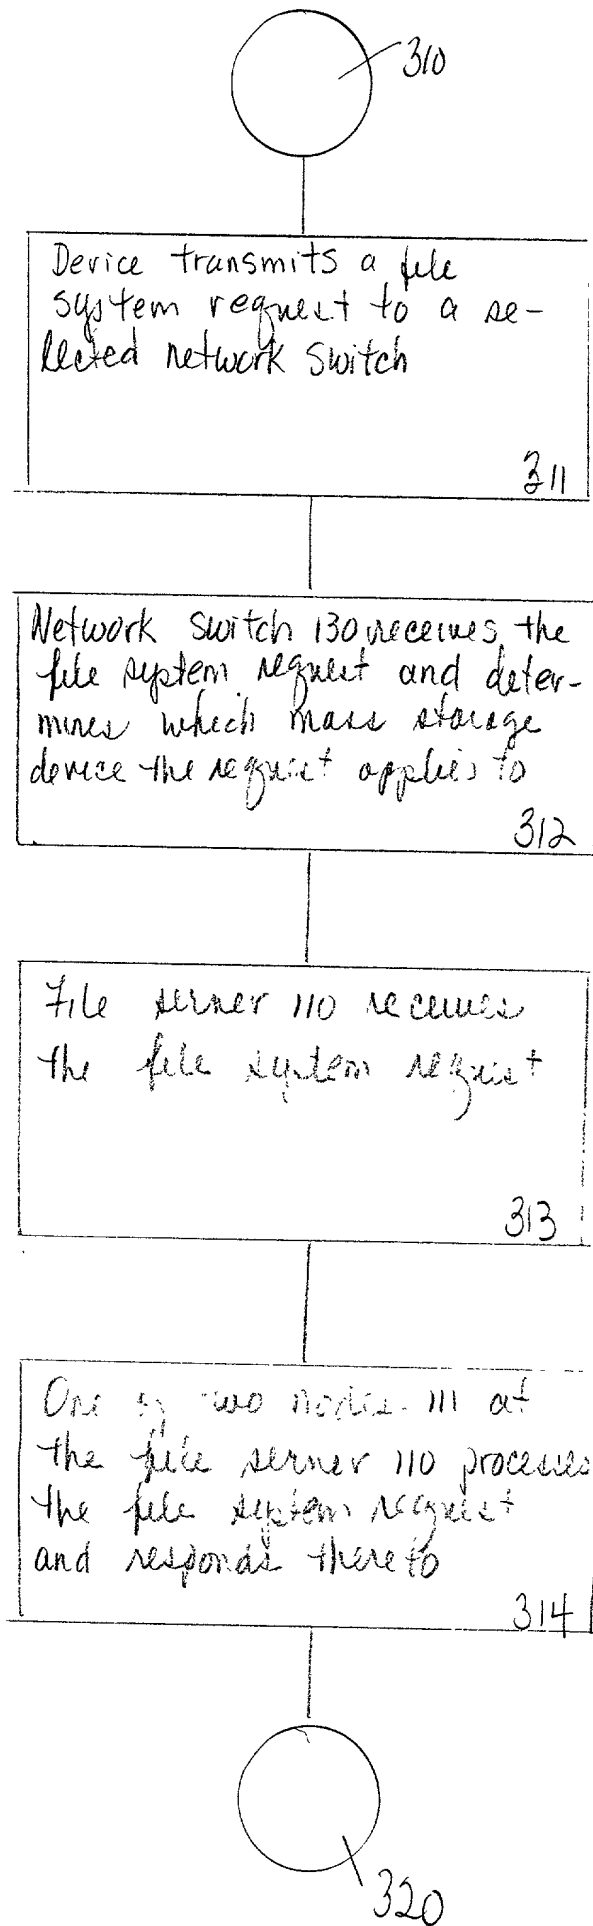 310
Device transmits a file
system request to a se-
lected network switch
311
Network switch 130 receives the
file system request and deter-
mines which mass storage
device the request applies to
312
File server 110 receives
the file system request
313
One of two nodes 111 at
the file server 110 processes
the file system request
and responds thereto
314
320